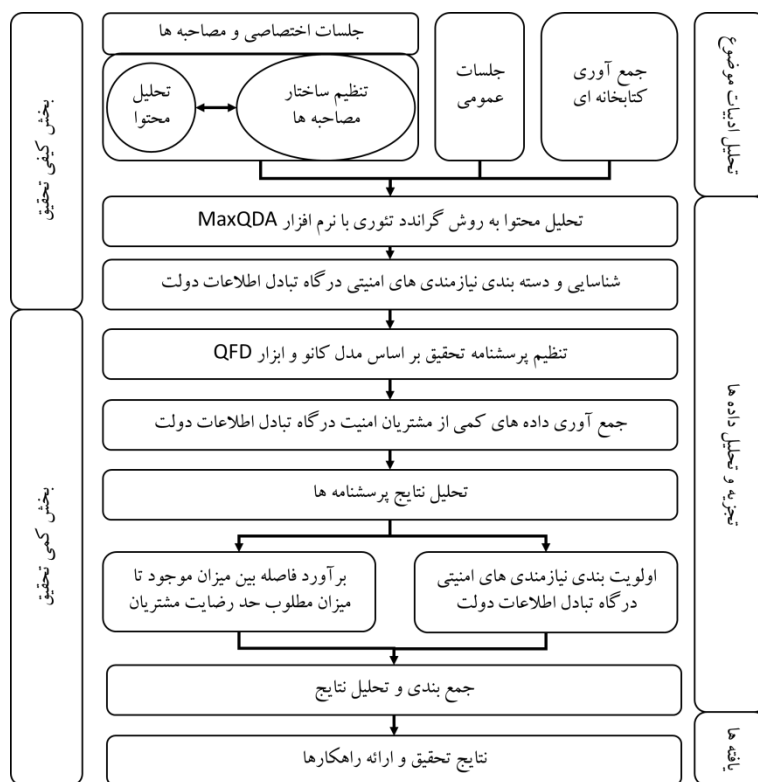 تحلیل ادبیات موضوع
تجزیه و تحلیل داده ها
یافته ها
جلسات اختصاصی و مصاحبه ها
جمع آوری
کتابخانه ای
جلسات
عمومی
تنظیم ساختار
مصاحبه ها
تحلیل
محتوا
تحلیل محتوا به روش گراندد تئوری با نرم افزار MaxQDA
شناسایی و دسته بندی نیازمندی های امنیتی درگاه تبادل اطلاعات دولت
تنظیم پرسشنامه تحقیق بر اساس مدل کانو و ابزار QFD
جمع آوری داده های کمی از مشتریان امنیت درگاه تبادل اطلاعات دولت
تحلیل نتایج پرسشنامه ها
اولویت بندی نیازمندی های امنیتی
درگاه تبادل اطلاعات دولت
برآورد فاصله بین میزان موجود تا
میزان مطلوب حد رضایت مشتریان
جمع بندی و تحلیل نتایج
نتایج تحقیق و ارائه راهکارها
بخش کیفی تحقیق
بخش کمی تحقیق